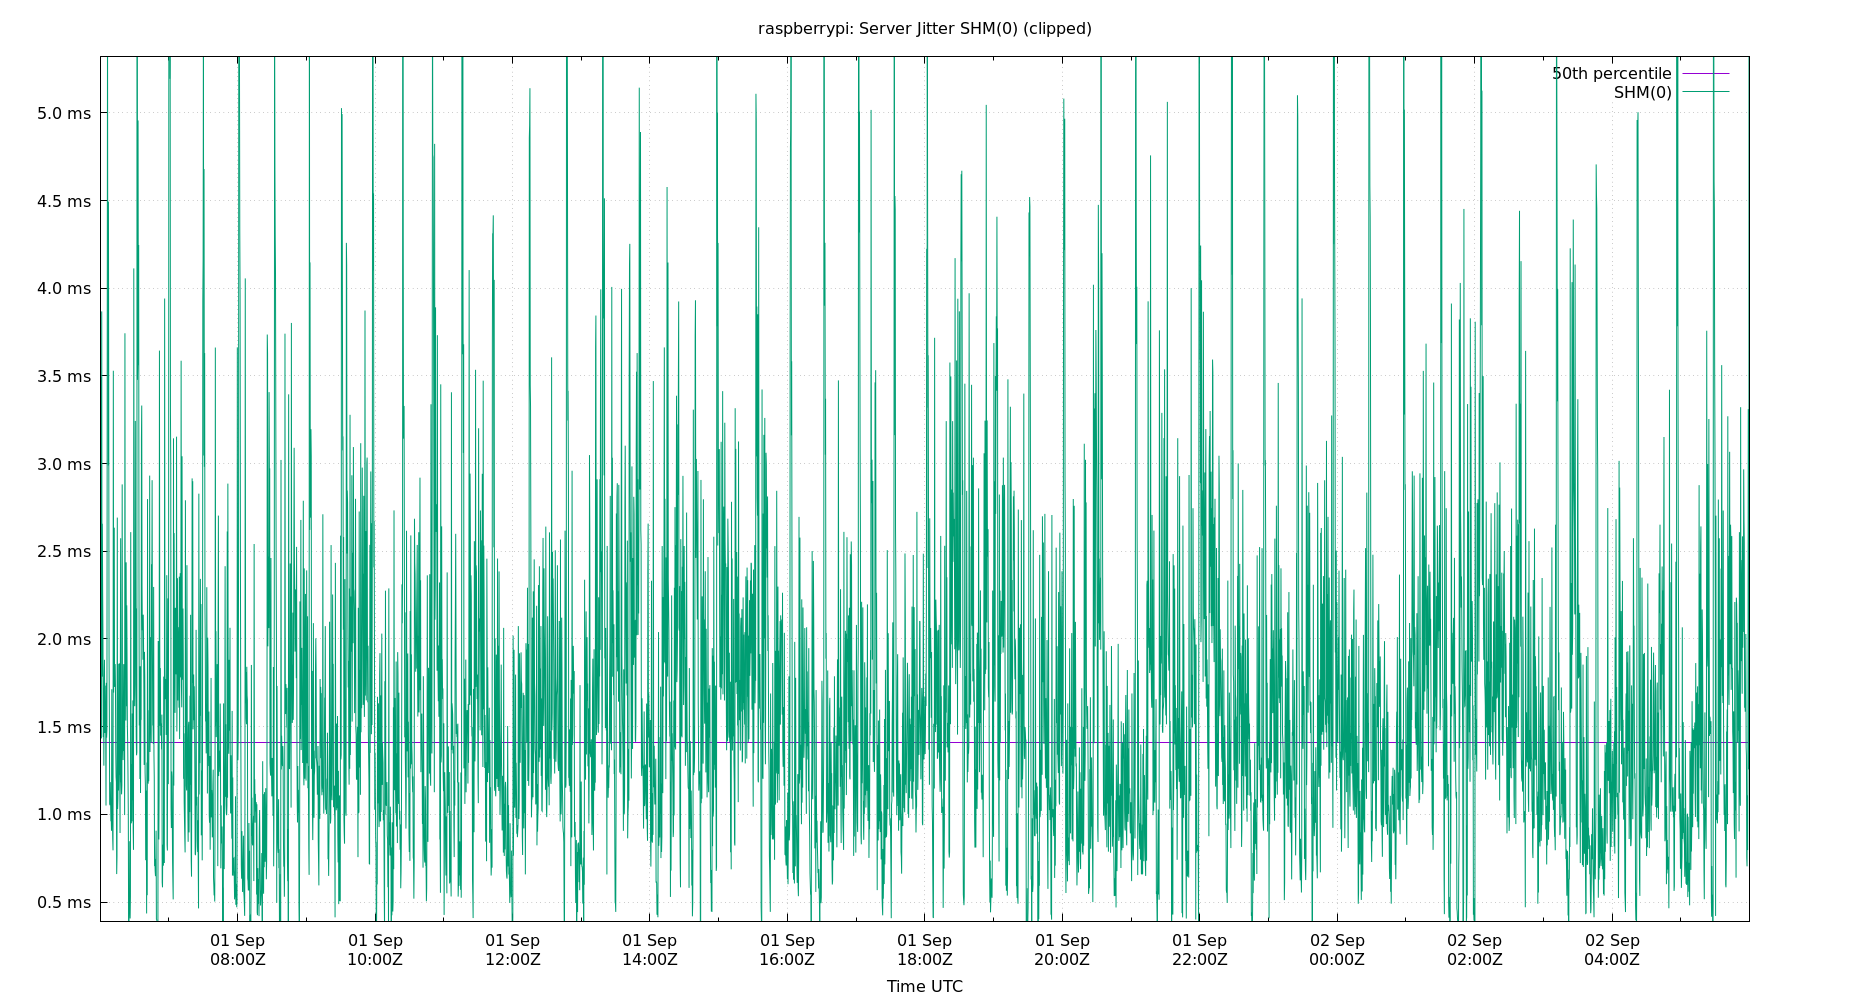 raspberrypi: Server Jitter SHM(0) (clipped)
50th percentile
SHM(0)
5.0 ms
4.5 ms
4.0 ms
3.5 ms
3.0 ms
2.5 ms
2.0 ms
1.5 ms
1.0 ms
0.5 ms
01 Sep 01 Sep 01 Sep 01 Sep 01 Sep 01 Sep 01 Sep 01 Sep 02 Sep 02 Sep 02 Sep
08:00Z 10:00Z 12:00Z 14:00Z 16:00Z 18:00Z 20:00Z 22:00Z 00:00Z 02:00Z 04:00Z
Time UTC